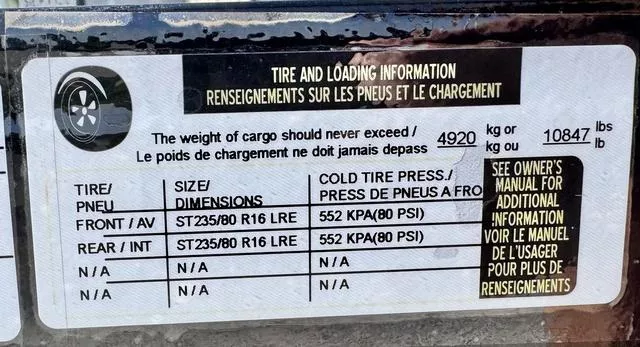 TIRE AND LOADING INFORMATION
RENSEIGNEMENTS SUR LES PNEUS ET LE CHARGEMENT
The weight of cargo should never exceed / 4920 kg or 10847 lbs
Le poids de chargement ne doit jamais depass kg ou lb
TIRE/ SIZE/ COLD TIRE PRESS./
PNEU DIMENSIONS PRESS DE PNEUS A FRO
FRONT / AV ST235/80 R16 LRE 552 KPA(80 PSI)
REAR / INT ST235/80 R16 LRE 552 KPA(80 PSI)
N / A N / A N / A
N / A N / A N / A
SEE OWNER'S
MANUAL FOR
ADDITIONAL
INFORMATION
VOIR LE MANUEL
DE L'USAGER
POUR PLUS DE
RENSEIGNEMENTS